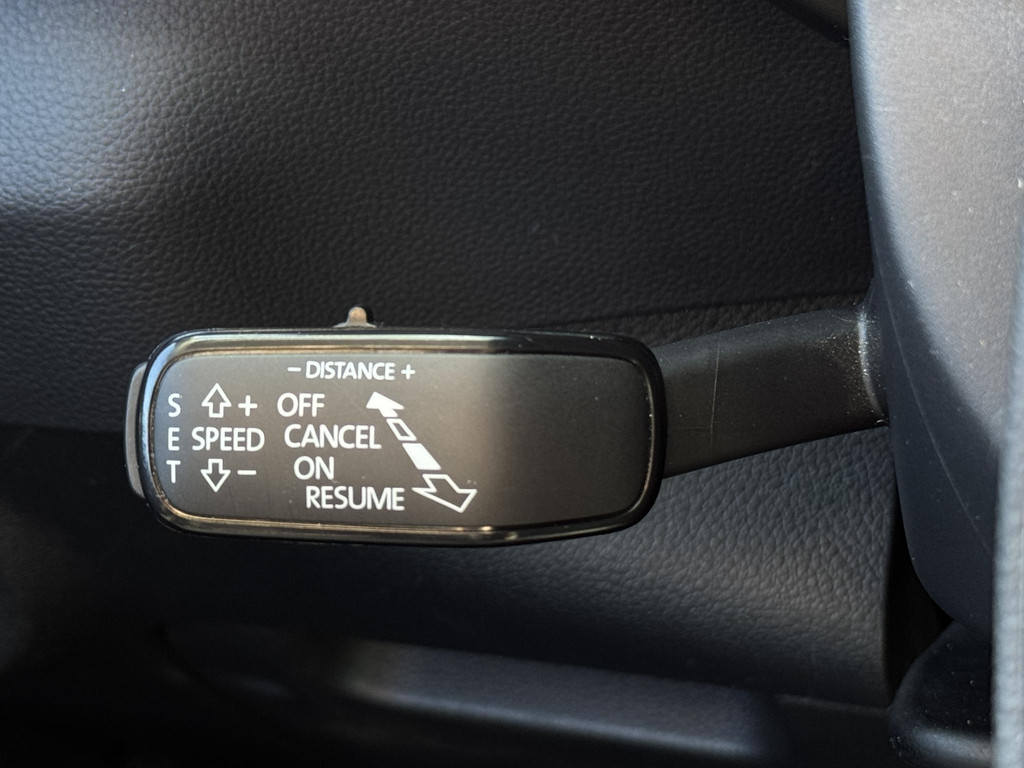 - DISTANCE +
S + OFF
E SPEED CANCEL
T - ON
RESUME